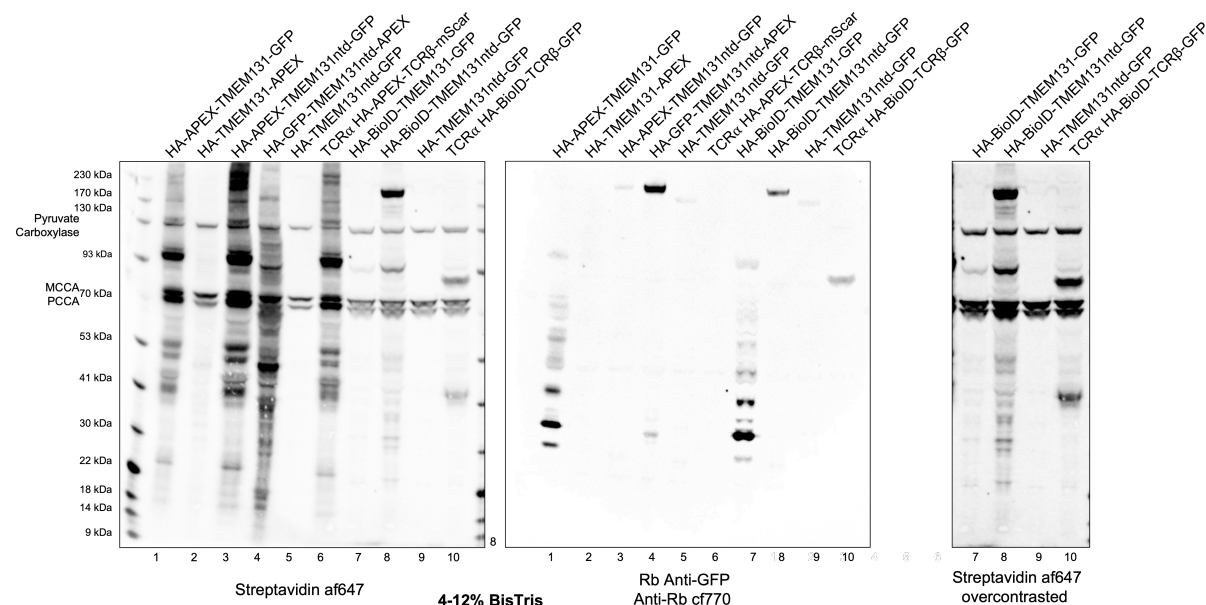 HA-APEX-TMEM131-GFP
HA-TMEM131-APEX
HA-APEX-TMEM131ntd-GFP
HA-GFP-TMEM131ntd-APEX
HA-TMEM131ntd-GFP
TCRα HA-APEX-TCRβ-mScar
HA-BioID-TMEM131-GFP
HA-BioID-TMEM131ntd-GFP
HA-TMEM131ntd-GFP
TCRα HA-BioID-TCRβ-GFP
HA-APEX-TMEM131-GFP
HA-TMEM131-APEX
HA-APEX-TMEM131ntd-GFP
HA-GFP-TMEM131ntd-APEX
HA-TMEM131ntd-GFP
TCRα HA-APEX-TCRβ-mScar
HA-BioID-TMEM131-GFP
HA-BioID-TMEM131ntd-GFP
HA-TMEM131ntd-GFP
TCRα HA-BioID-TCRβ-GFP
HA-BioID-TMEM131-GFP
HA-BioID-TMEM131ntd-GFP
HA-TMEM131ntd-GFP
TCRα HA-BioID-TCRβ-GFP
230 kDa
170 kDa
130 kDa
Pyruvate
Carboxylase
93 kDa
MCCA
70 kDa
PCCA
53 kDa
41 kDa
30 kDa
22 kDa
18 kDa
14 kDa
9 kDa
8
1 2 3 4 5 6 7 8 9 10
1 2 3 4 5 6 7 8 9 10 4 5 6
7 8 9 10
Streptavidin af647
4-12% BisTris
Rb Anti-GFP
Anti-Rb cf770
Streptavidin af647
overcontrasted